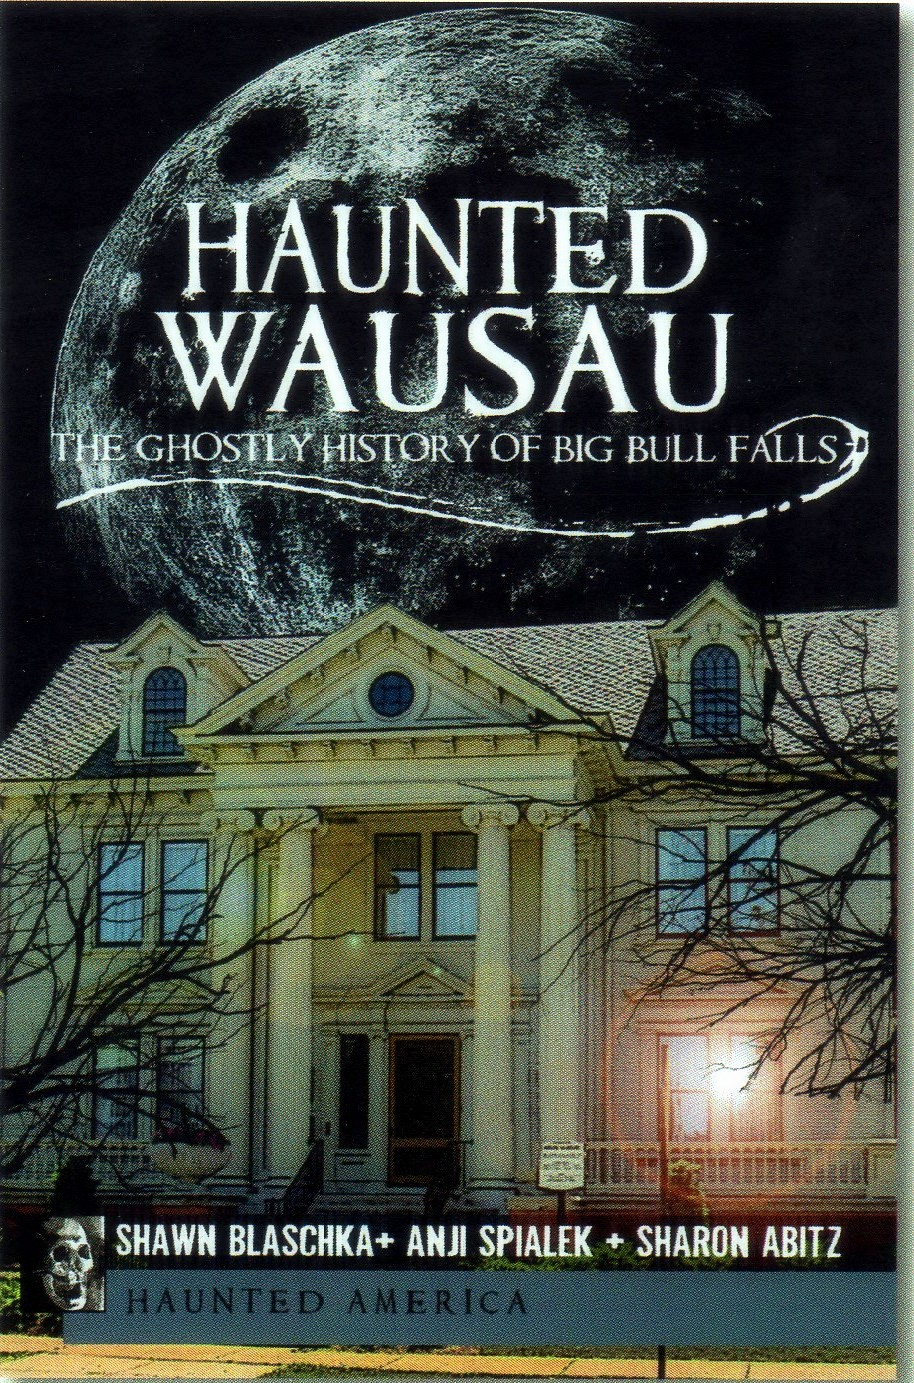 HAUNTED
WAUSAU
THE GHOSTLY HISTORY OF BIG BULL FALLS
SHAWN BLASCHKA + ANJI SPIALEK + SHARON ABITZ
HAUNTED AMERICA